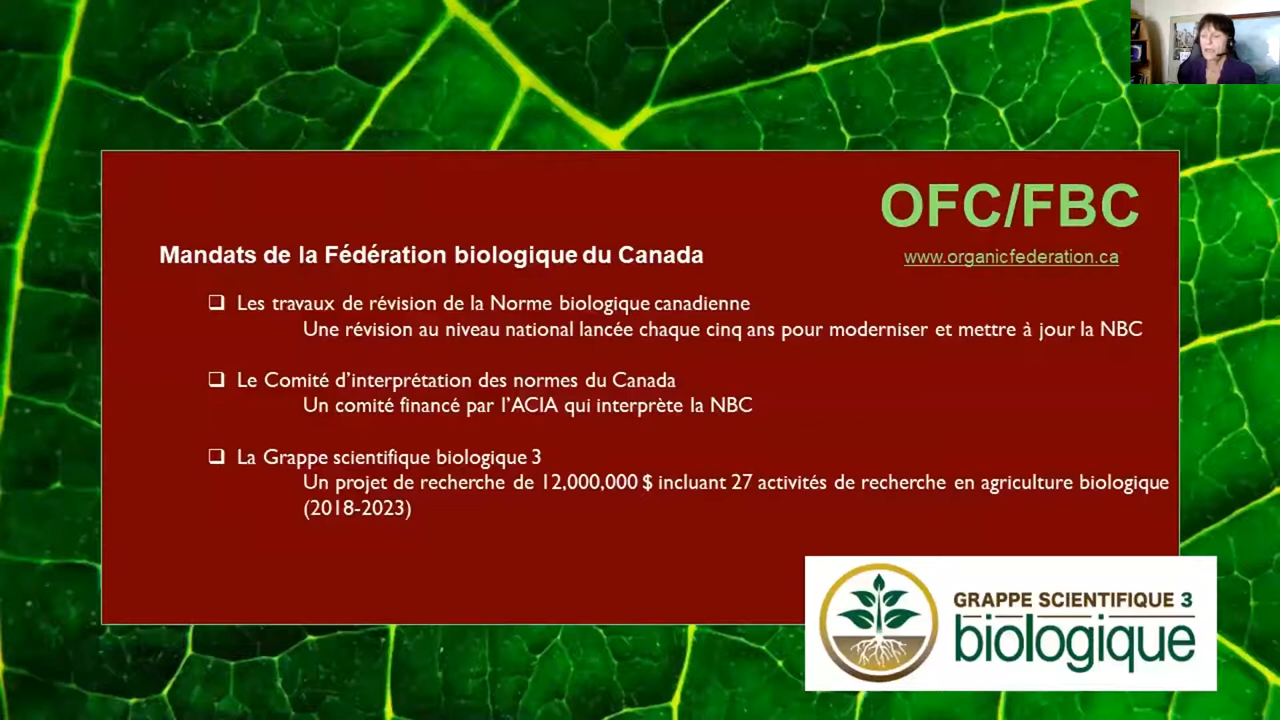 OFC/FBC
www.organicfederation.ca
Mandats de la Fédération biologique du Canada
❑ Les travaux de révision de la Norme biologique canadienne
Une révision au niveau national lancée chaque cinq ans pour moderniser et mettre à jour la NBC
❑ Le Comité d'interprétation des normes du Canada
Un comité financé par l'ACIA qui interprète la NBC
❑ La Grappe scientifique biologique 3
Un projet de recherche de 12,000,000 $ incluant 27 activités de recherche en agriculture biologique
(2018-2023)
GRAPPE SCIENTIFIQUE 3
biologique